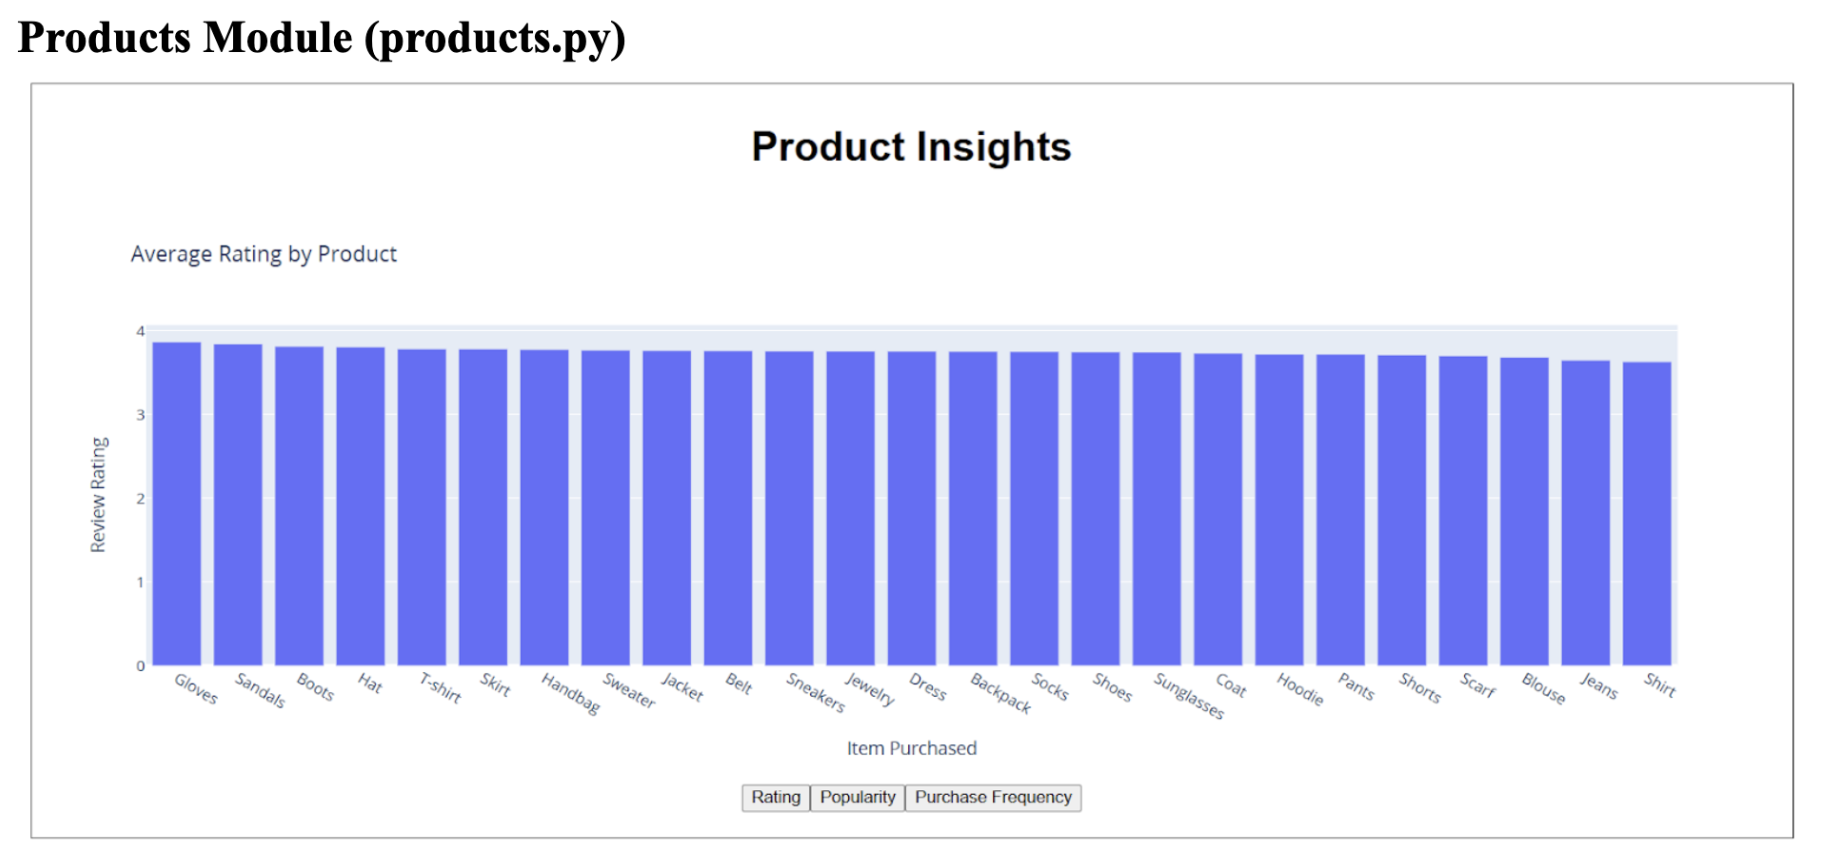 Products Module (products.py)
Product Insights
Average Rating by Product
4
3
2
1
0
Review Rating
Gloves
Sandals
Boots
Hat
T-shirt
Skirt
Handbag
Sweater
Jacket
Belt
Sneakers
Jewelry
Dress
Backpack
Socks
Shoes
Sunglasses
Coat
Hoodie
Pants
Shorts
Scarf
Blouse
Jeans
Shirt
Item Purchased
Rating Popularity Purchase Frequency